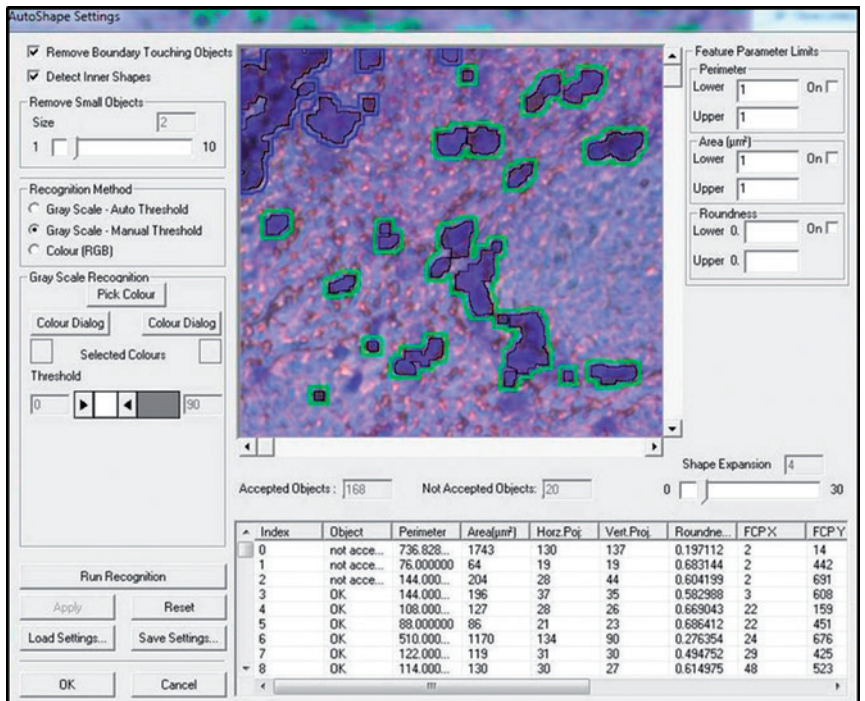 AutoShape Settings
Remove Boundary Touching Objects
Detect Inner Shapes
Remove Small Objects
Size 2
1 10
Recognition Method
Gray Scale - Auto Threshold
Gray Scale - Manual Threshold
Colour (RGB)
Gray Scale Recognition
Pick Colour
Colour Dialog Colour Dialog
Selected Colours
Threshold
0 90
Run Recognition
Apply Reset
Load Settings... Save Settings...
OK Cancel
Feature Parameter Limits
Perimeter
Lower 1 On
Upper 1
Area (µm²)
Lower 1 On
Upper 1
Roundness
Lower 0. On
Upper 0.
Shape Expansion 4
Accepted Objects : 168 Not Accepted Objects: 20 0 30
Index Object Perimeter Area(µm²) Horz.Poj: Vert.Proj. Roundne... FCP X FCP Y
0 not acce... 736.828... 1743 130 137 0.197112 2 14
1 not acce... 76.000000 64 19 19 0.683144 2 442
2 not acce... 144.000... 204 28 44 0.604199 2 691
3 OK 144.000... 196 37 35 0.582988 3 608
4 OK 108.000... 127 28 26 0.669043 22 159
5 OK 88.000000 86 21 23 0.686412 22 451
6 OK 510.000... 1170 134 90 0.276354 24 676
7 OK 122.000... 119 31 30 0.494752 29 425
8 OK 114.000... 130 30 27 0.614975 48 523